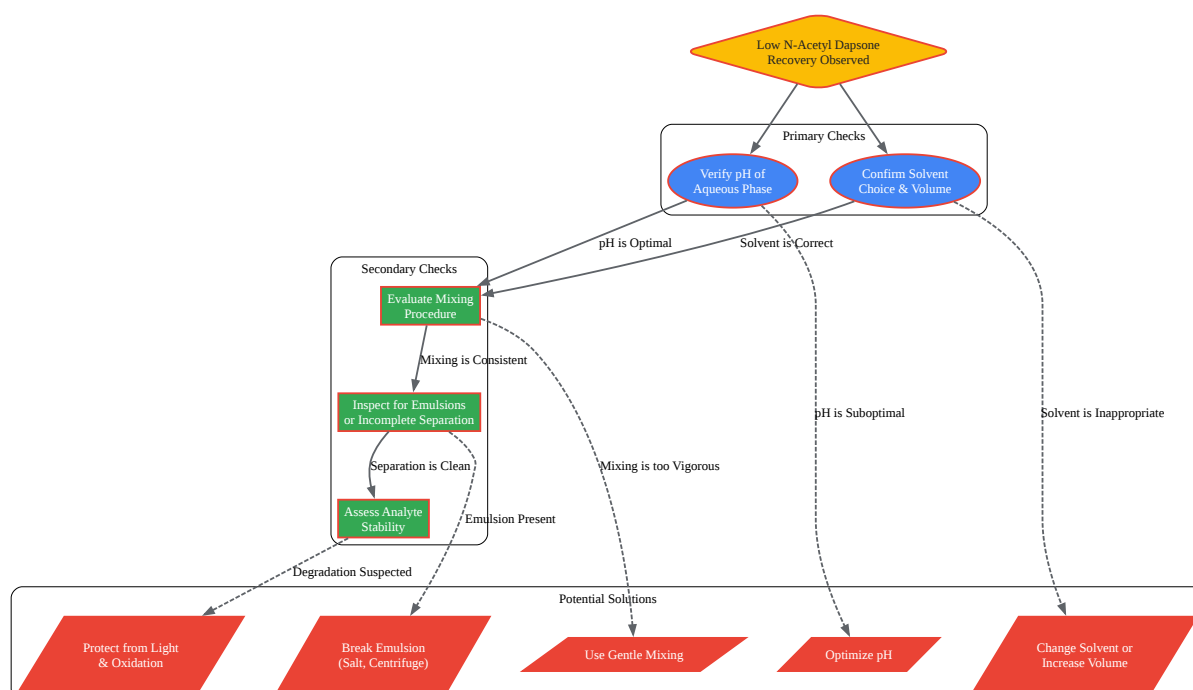 Low N-Acetyl Dapsone
Recovery Observed
Primary Checks
Verify pH of
Aqueous Phase
Confirm Solvent
Choice & Volume
pH is Optimal
Solvent is Correct
Secondary Checks
Evaluate Mixing
Procedure
Mixing is Consistent
Inspect for Emulsions
or Incomplete Separation
pH is Suboptimal
Solvent is Inappropriate
Separation is Clean
Mixing is too Vigorous
Assess Analyte
Stability
Emulsion Present
Degradation Suspected
Potential Solutions
Protect from Light
& Oxidation
Break Emulsion
(Salt, Centrifuge)
Use Gentle Mixing
Optimize pH
Change Solvent or
Increase Volume